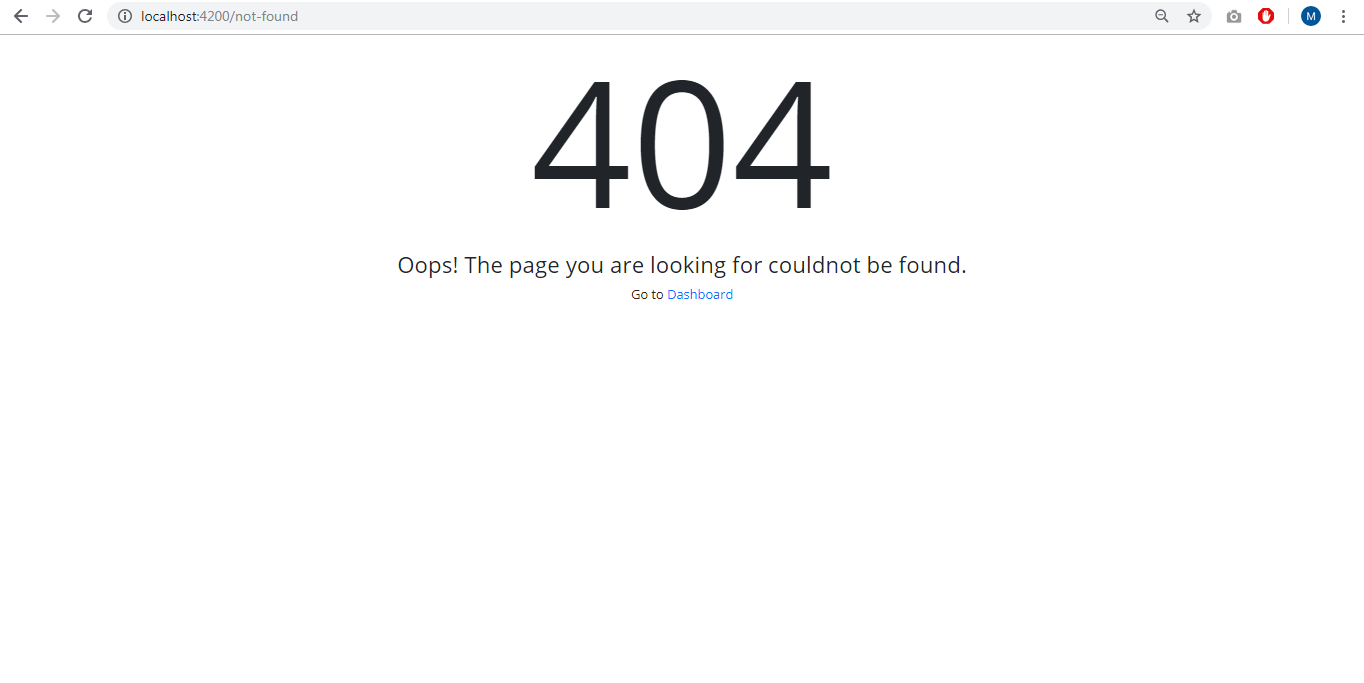 localhost:4200/not-found
M
404
Oops! The page you are looking for couldnot be found.
Go to Dashboard